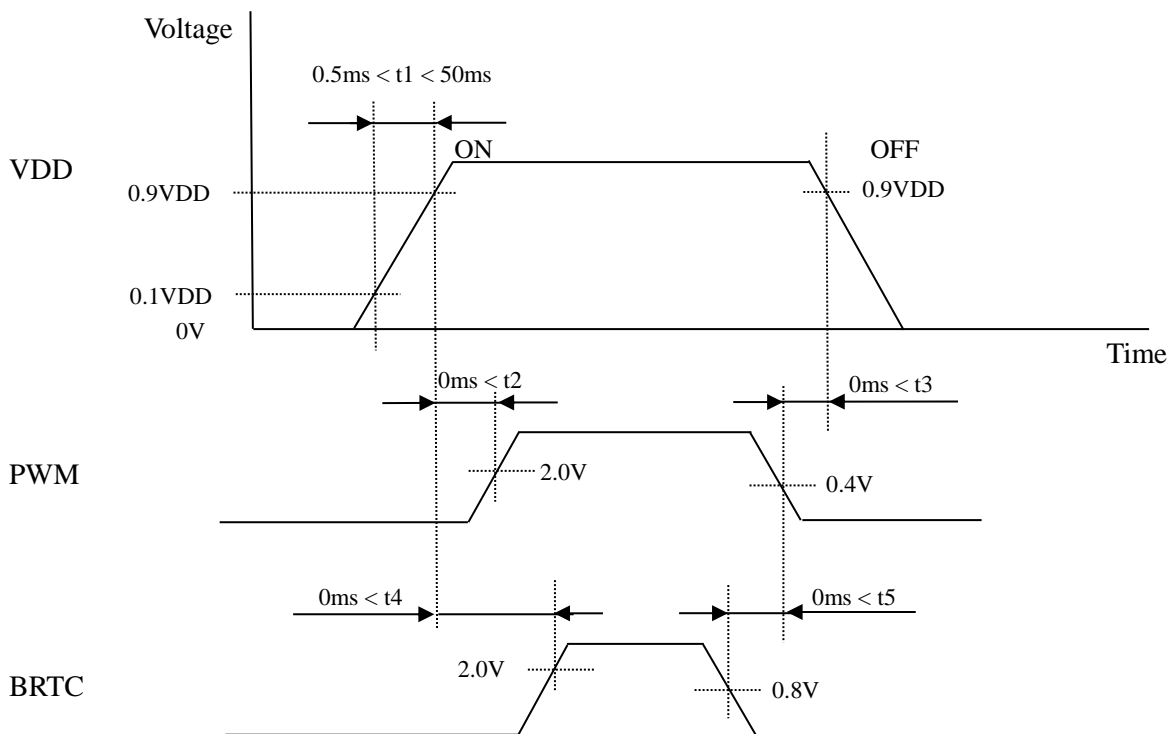 Voltage
0.5ms < t1 < 50ms
ON
OFF
VDD
0.9VDD
0.9VDD
0.1VDD
0V
Time
0ms < t2
0ms < t3
PWM
2.0V
0.4V
0ms < t4
0ms < t5
2.0V
BRTC
0.8V